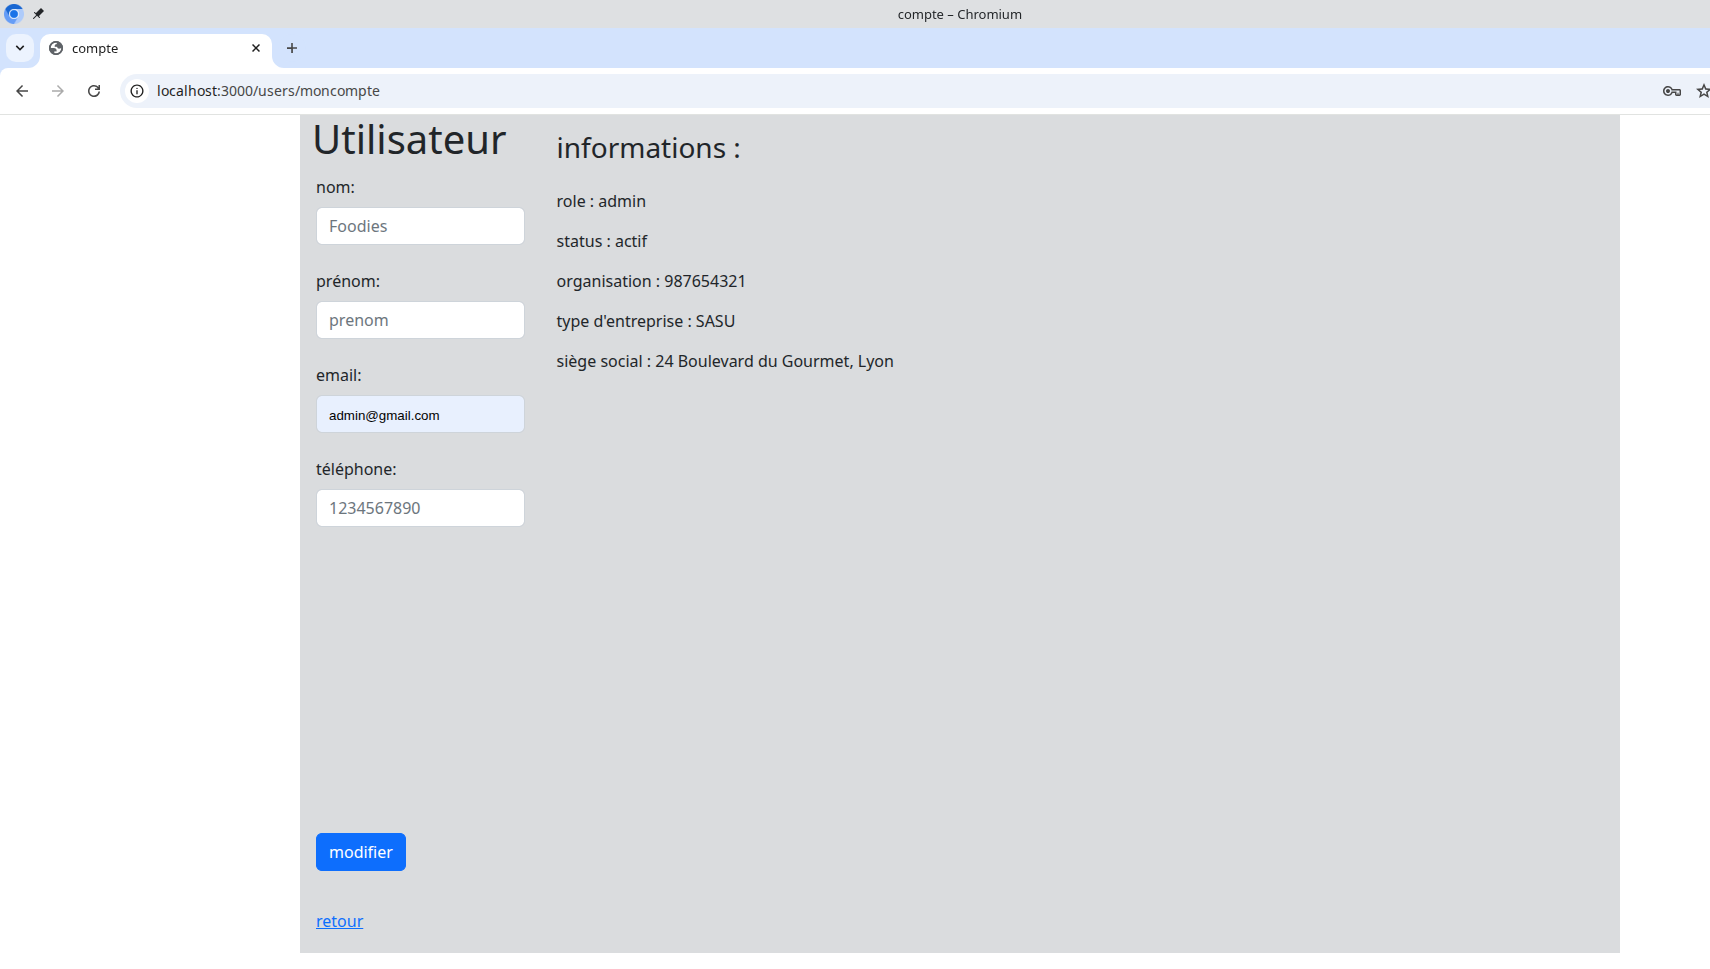 compte – Chromium
compte
localhost:3000/users/moncompte
Utilisateur
nom:
Foodies
prénom:
prenom
email:
admin@gmail.com
téléphone:
1234567890
modifier
retour
informations :
role : admin
status : actif
organisation : 987654321
type d'entreprise : SASU
siège social : 24 Boulevard du Gourmet, Lyon